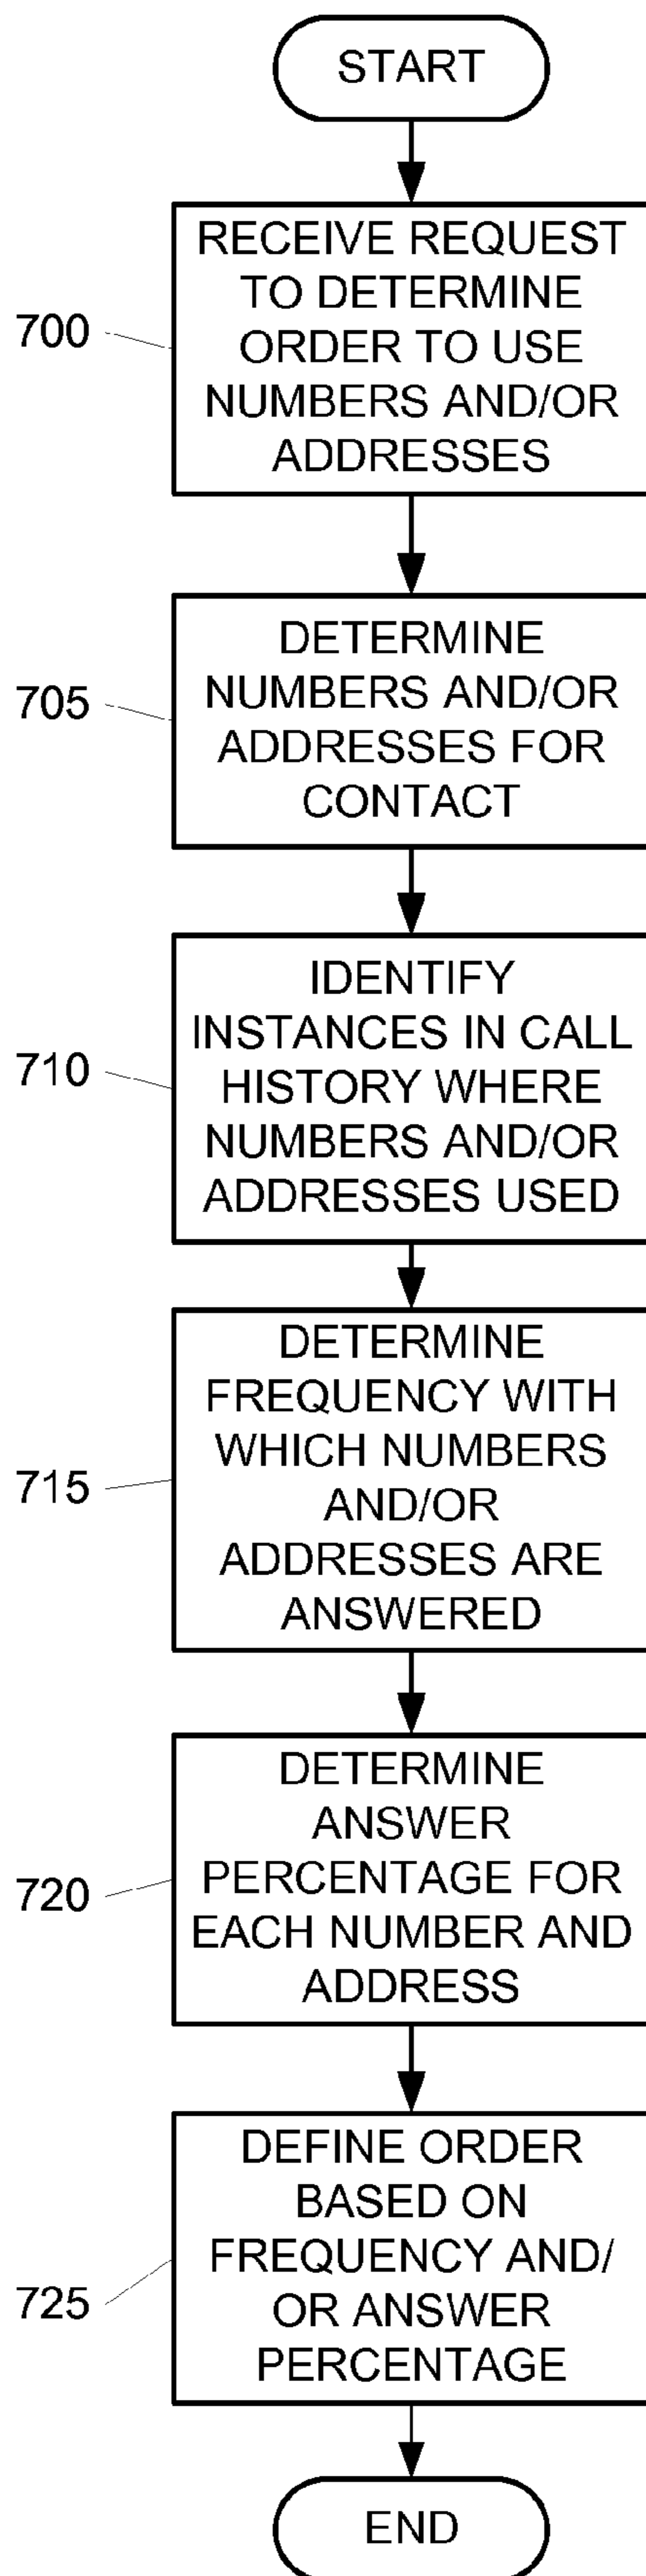 START
RECEIVE REQUEST
TO DETERMINE
ORDER TO USE
NUMBERS AND/OR
ADDRESSES
700
DETERMINE
NUMBERS AND/OR
ADDRESSES FOR
CONTACT
705
IDENTIFY
INSTANCES IN CALL
HISTORY WHERE
NUMBERS AND/OR
ADDRESSES USED
710
DETERMINE
FREQUENCY WITH
WHICH NUMBERS
AND/OR
ADDRESSES ARE
ANSWERED
715
DETERMINE
ANSWER
PERCENTAGE FOR
EACH NUMBER AND
ADDRESS
720
DEFINE ORDER
BASED ON
FREQUENCY AND/
OR ANSWER
PERCENTAGE
725
END